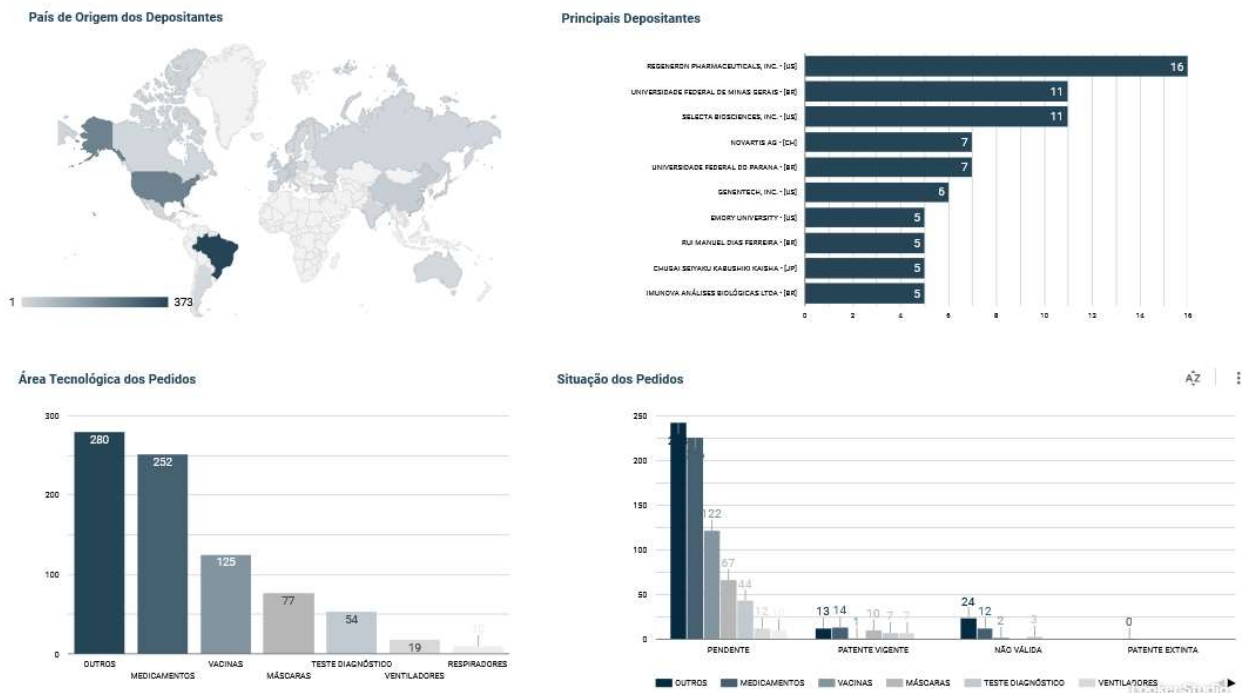 País de Origem dos Depositantes
1 373
Principais Depositantes
REGENERON PHARMACEUTICALS, INC. - [US] 16
UNIVERSIDADE FEDERAL DE MINAS GERAIS - [BR] 11
SELECTA BIOSCIENCES, INC. - [US] 11
NOVARTIS AG - [CH] 7
UNIVERSIDADE FEDERAL DO PARANA - [BR] 7
GENENTECH, INC. - [US] 6
EMORY UNIVERSITY - [US] 5
RUI MANUEL DIAS FERREIRA - [BR] 5
CHUGAI SEIYAKU KABUSHIKI KAISHA - [JP] 5
IMUNOVA ANÁLISES BIOLÓGICAS LTDA - [BR] 5
0 2 4 6 8 10 12 14 16
Área Tecnológica dos Pedidos
300
200
100
0
280 252 125 77 54 19 10
OUTROS VACINAS TESTE DIAGNÓSTICO RESPIRADORES
MEDICAMENTOS MÁSCARAS VENTILADORES
Situação dos Pedidos
AZ
250
200
150
100
50
0
122 67 44 12 10
13 14 1 10 7 7
24 12 2 3
0
PENDENTE PATENTE VIGENTE NÃO VÁLIDA PATENTE EXTINTA
OUTROS MEDICAMENTOS VACINAS MÁSCARAS TESTE DIAGNÓSTICO VENTILADORES
Looker Studio